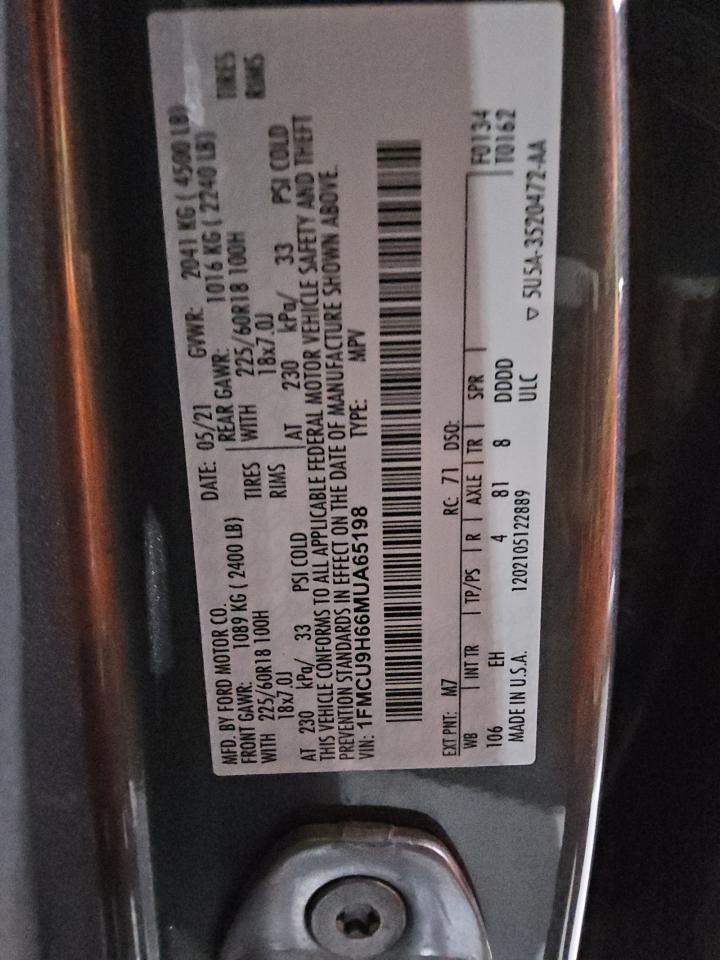 MFD. BY FORD MOTOR CO. DATE: 05/21 GVWR: 2041 KG ( 4500 LB)
FRONT GAWR: 1089 KG ( 2400 LB) REAR GAWR: 1016 KG ( 2240 LB)
WITH 225/60R18 100H TIRES WITH 225/60R18 100H TIRES
18x7.0J RIMS 18x7.0J RIMS
AT 230 kPa/ 33 PSI COLD AT 230 kPa/ 33 PSI COLD
THIS VEHICLE CONFORMS TO ALL APPLICABLE FEDERAL MOTOR VEHICLE SAFETY AND THEFT
PREVENTION STANDARDS IN EFFECT ON THE DATE OF MANUFACTURE SHOWN ABOVE.
VIN: 1FMCU9H66MUA65198 TYPE: MPV
EXT PNT: M7 RC: 71 DSO:
WB INT TR TP/PS R AXLE TR SPR F0134
106 EH 4 81 8 DDDD T0162
MADE IN U.S.A. 1202105122889 ULC
▽ 5U5A-3520472-AA